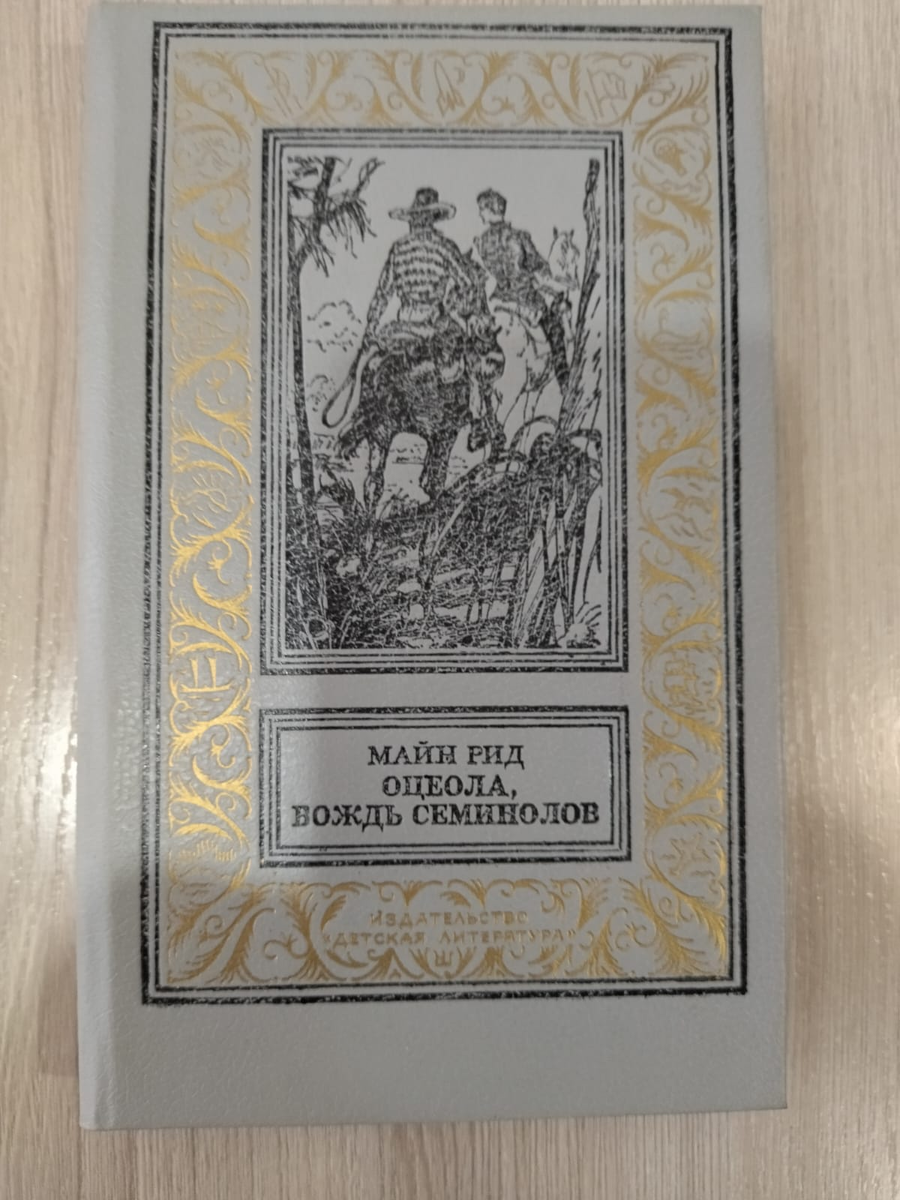 МАЙН РИД
ОЦЕОЛА,
ВОЖДЬ СЕМИНОЛОВ
ИЗДАТЕЛЬСТВО
«ДЕТСКАЯ ЛИТЕРАТУРА»